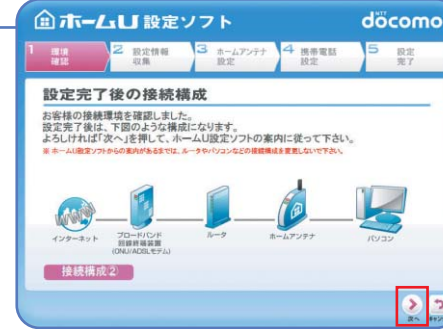 ホームU 設定ソフト
NTT docomo
1 環境確認
2 設定情報収集
3 ホームアンテナ設定
4 携帯電話設定
5 設定完了
設定完了後の接続構成
お客様の接続環境を確認しました。
設定完了後は、下図のような構成になります。
よろしければ「次へ」を押して、ホームU設定ソフトの案内に従って下さい。
※ ホームU設定ソフトからの案内があるまでは、ルータやパソコンなどの接続構成を変更しないで下さい。
WWW
インターネット
ブロードバンド
回線終端装置
(ONU/ADSLモデム)
ルータ
ホームアンテナ
パソコン
接続構成②
次へ